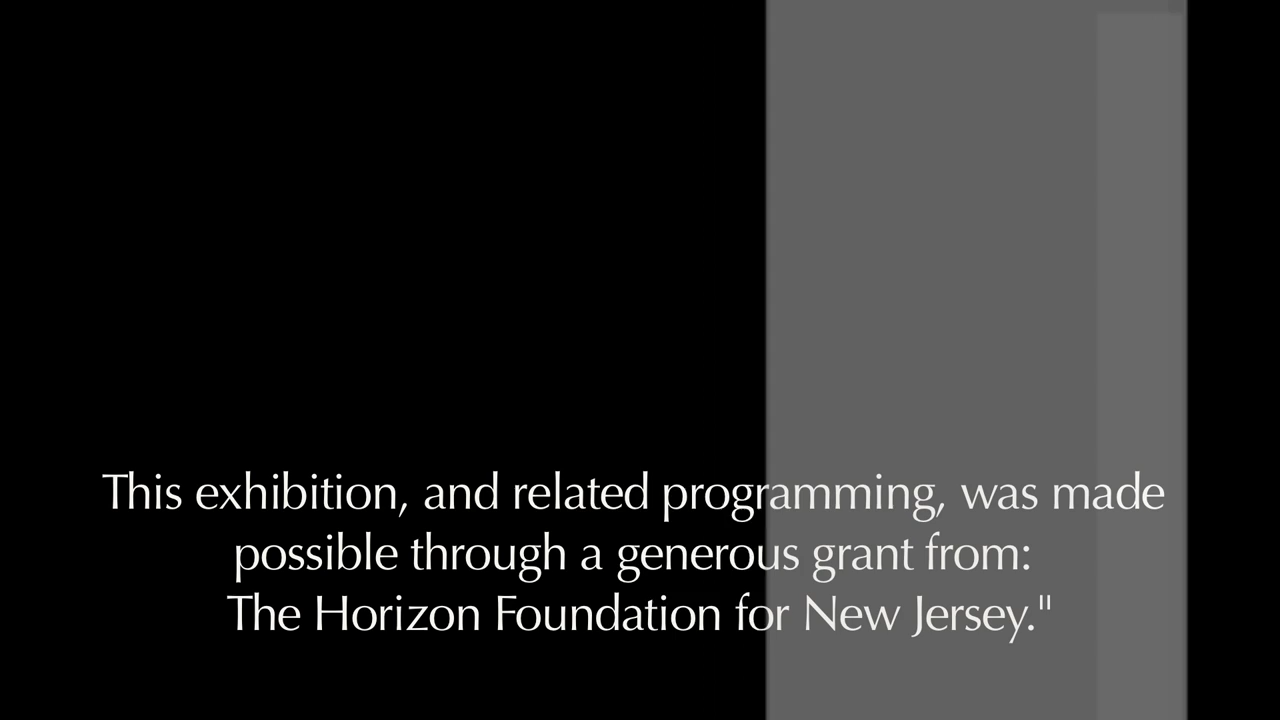 This exhibition, and related programming, was made
possible through a generous grant from:
The Horizon Foundation for New Jersey."